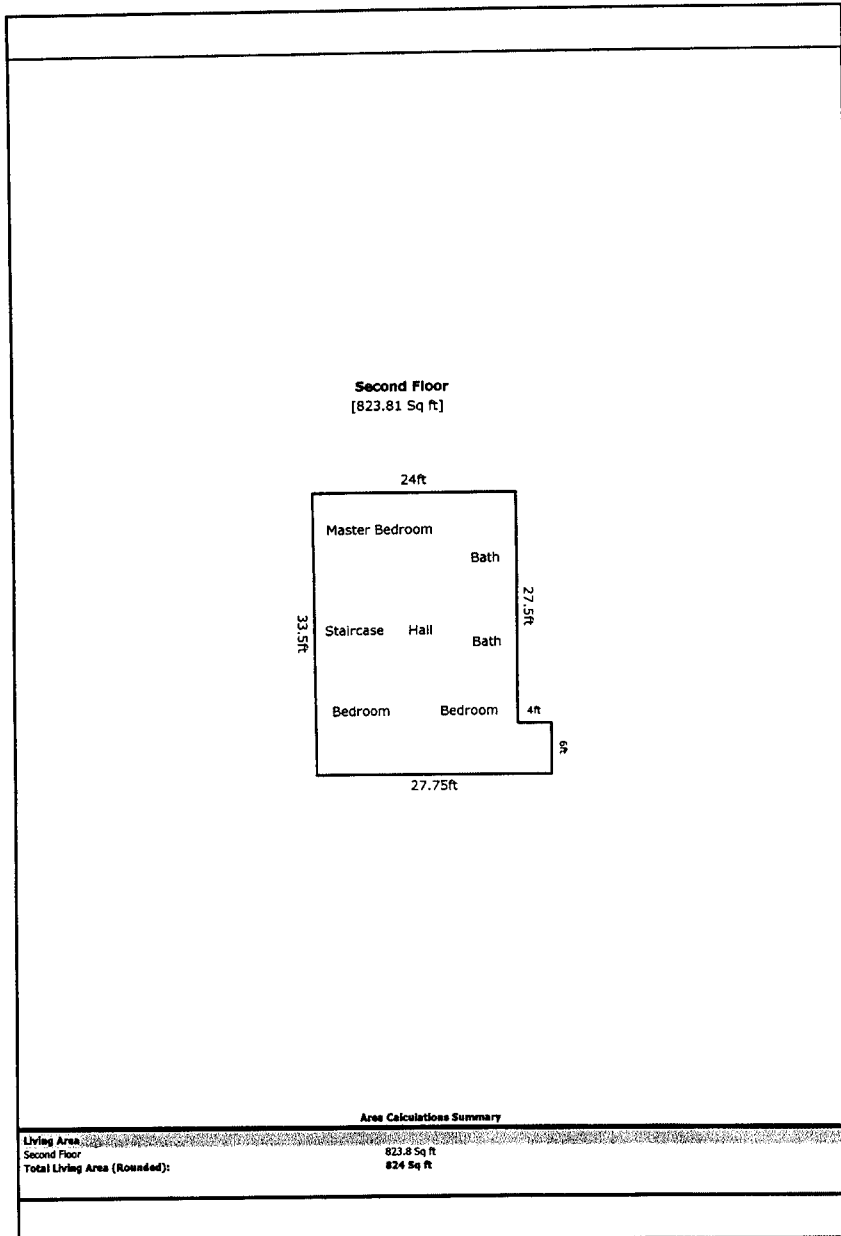 Second Floor
[823.81 Sq ft]
24ft
Master Bedroom
Bath
27.5ft
33.5ft
Staircase Hall
Bath
Bedroom Bedroom 4ft
6ft
27.75ft
Area Calculations Summary
Living Area
Second Floor 823.8 Sq ft
Total Living Area (Rounded): 824 Sq ft